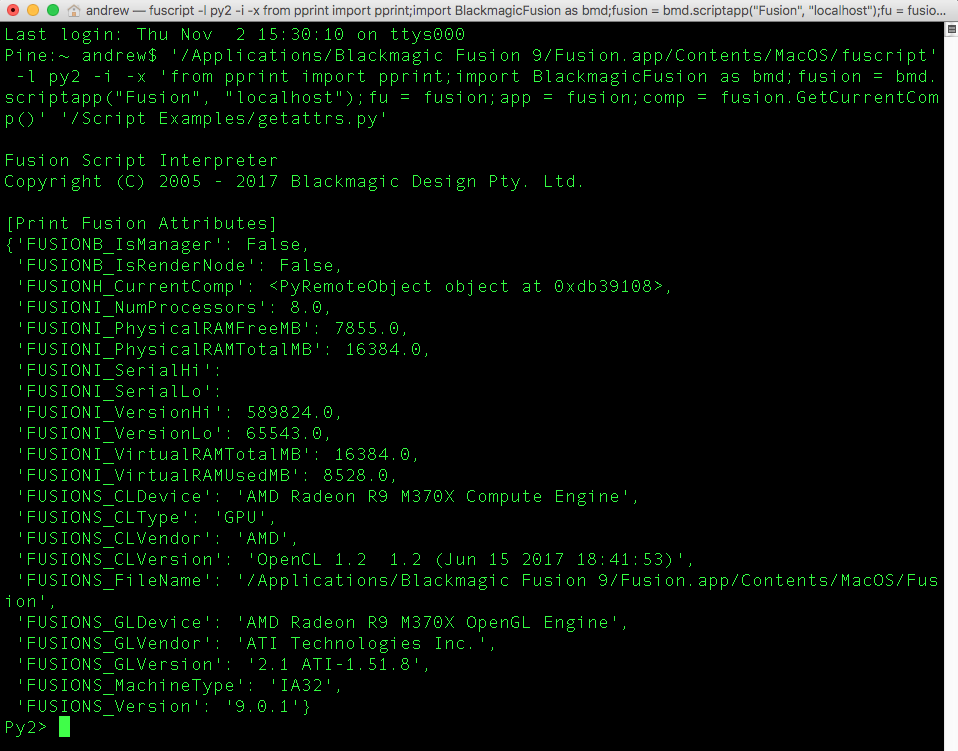 andrew — fuscript -l py2 -i -x from pprint import pprint;import BlackmagicFusion as bmd;fusion = bmd.scriptapp("Fusion", "localhost");fu = fusio...
Last login: Thu Nov  2 15:30:10 on ttys000
Pine:~ andrew$ '/Applications/Blackmagic Fusion 9/Fusion.app/Contents/MacOS/fuscript'
 -l py2 -i -x 'from pprint import pprint;import BlackmagicFusion as bmd;fusion = bmd.
scriptapp("Fusion", "localhost");fu = fusion;app = fusion;comp = fusion.GetCurrentCom
p()' '/Script Examples/getattrs.py'
Fusion Script Interpreter
Copyright (C) 2005 - 2017 Blackmagic Design Pty. Ltd.
[Print Fusion Attributes]
{'FUSIONB_IsManager': False,
 'FUSIONB_IsRenderNode': False,
 'FUSIONH_CurrentComp': <PyRemoteObject object at 0xdb39108>,
 'FUSIONI_NumProcessors': 8.0,
 'FUSIONI_PhysicalRAMFreeMB': 7855.0,
 'FUSIONI_PhysicalRAMTotalMB': 16384.0,
 'FUSIONI_SerialHi':
 'FUSIONI_SerialLo':
 'FUSIONI_VersionHi': 589824.0,
 'FUSIONI_VersionLo': 65543.0,
 'FUSIONI_VirtualRAMTotalMB': 16384.0,
 'FUSIONI_VirtualRAMUsedMB': 8528.0,
 'FUSIONS_CLDevice': 'AMD Radeon R9 M370X Compute Engine',
 'FUSIONS_CLType': 'GPU',
 'FUSIONS_CLVendor': 'AMD',
 'FUSIONS_CLVersion': 'OpenCL 1.2  1.2 (Jun 15 2017 18:41:53)',
 'FUSIONS_FileName': '/Applications/Blackmagic Fusion 9/Fusion.app/Contents/MacOS/Fus
ion',
 'FUSIONS_GLDevice': 'AMD Radeon R9 M370X OpenGL Engine',
 'FUSIONS_GLVendor': 'ATI Technologies Inc.',
 'FUSIONS_GLVersion': '2.1 ATI-1.51.8',
 'FUSIONS_MachineType': 'IA32',
 'FUSIONS_Version': '9.0.1'}
Py2>